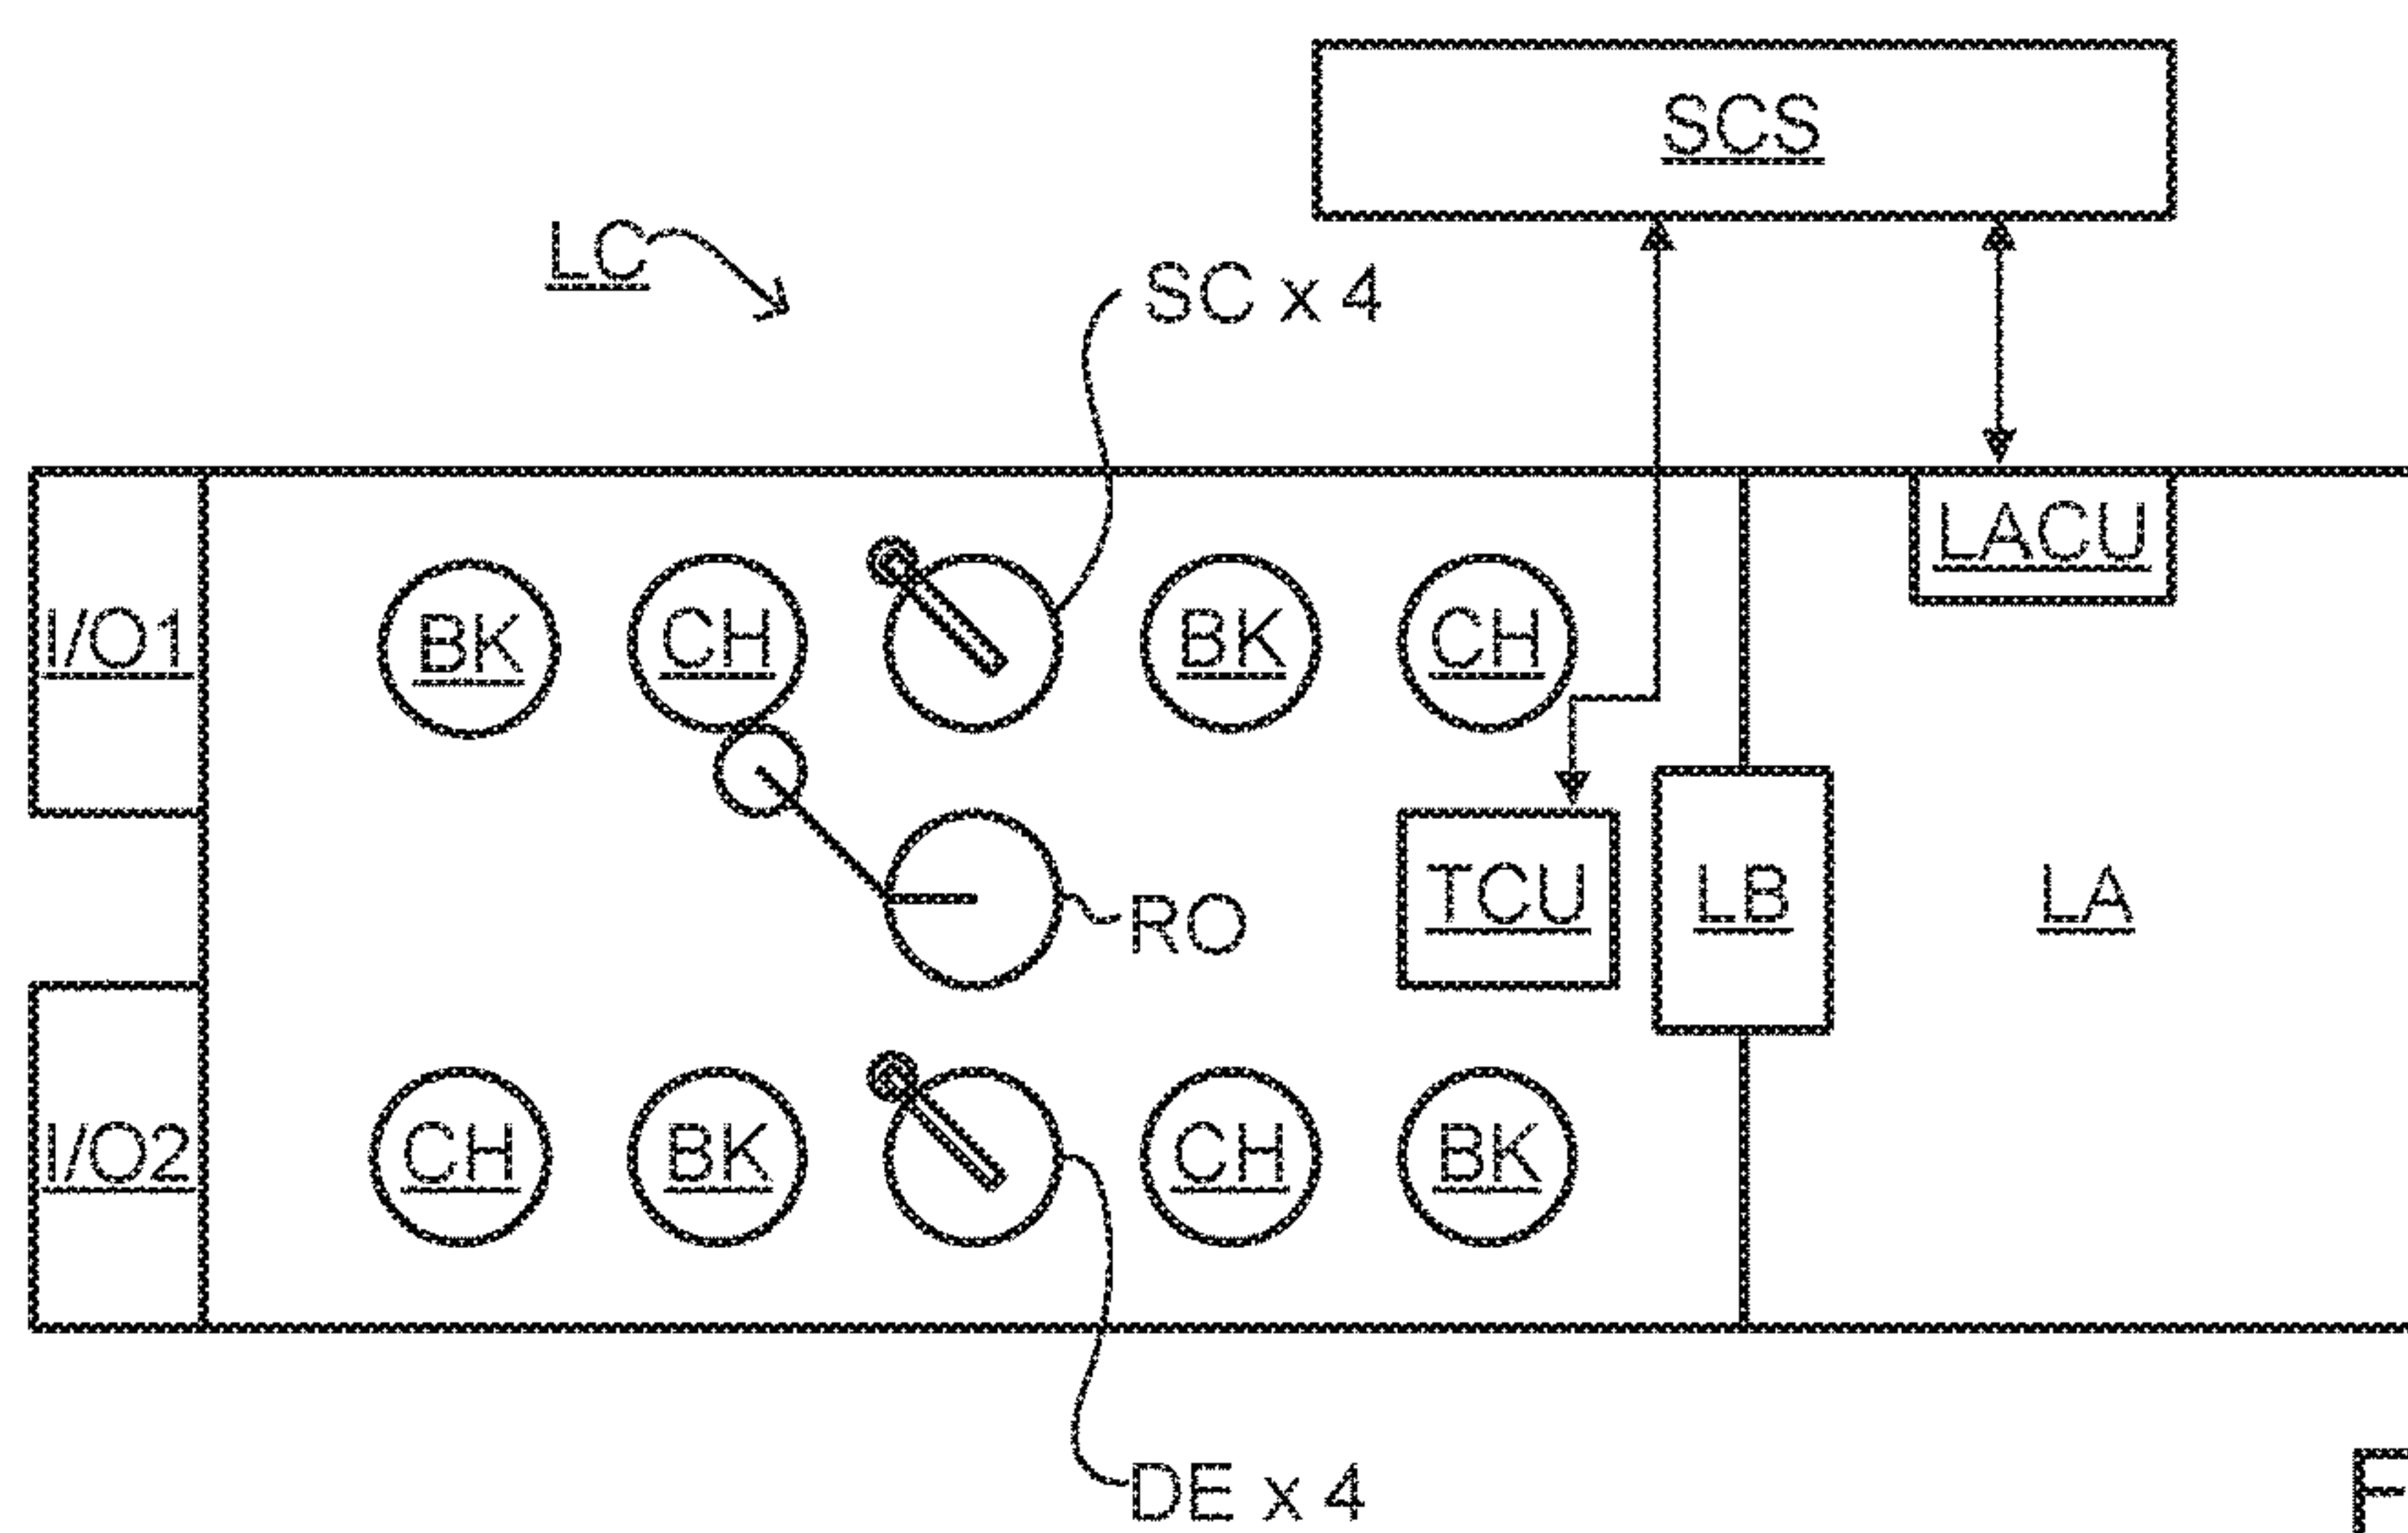 SCS
LC
SC x 4
LACU
I/O1
BK
CH
BK
CH
RO
TCU
LB
LA
I/O2
CH
BK
CH
BK
DE x 4
F